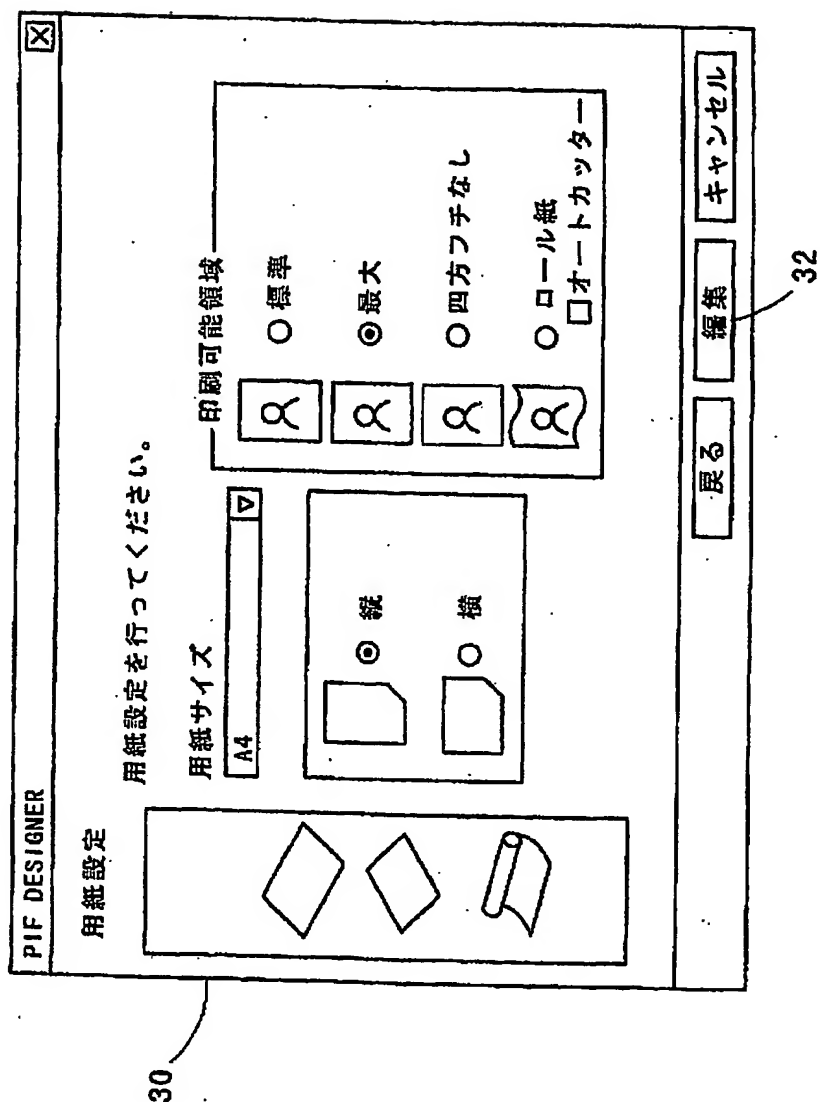 PIF DESIGNER
用紙設定
用紙設定を行ってください。
用紙サイズ
A4
縦
横
印刷可能領域
標準
最大
四方フチなし
ロール紙
オートカッター
戻る
編集
キャンセル
30
32